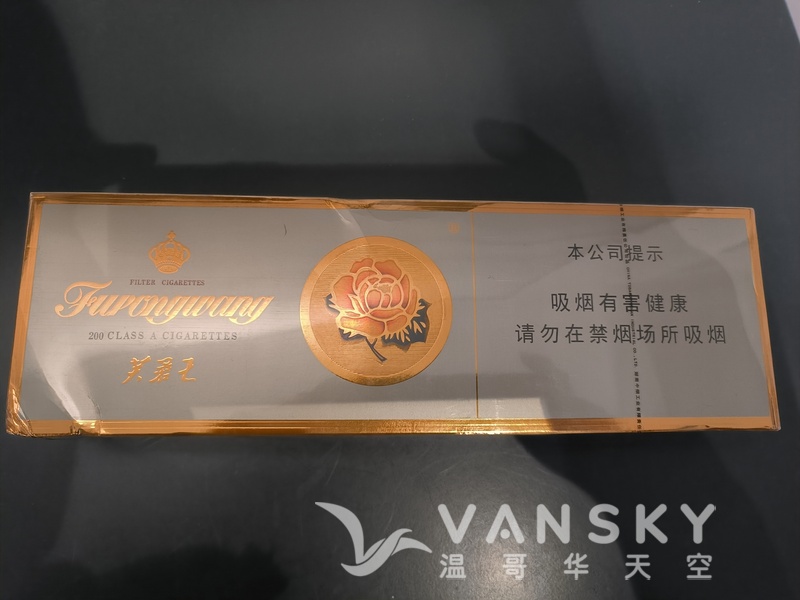 FILTER CIGARETTES
Furongwang
200 CLASS A CIGARETTES
芙蓉王
本公司提示
吸烟有害健康
请勿在禁烟场所吸烟
VANSKY
温哥华天空